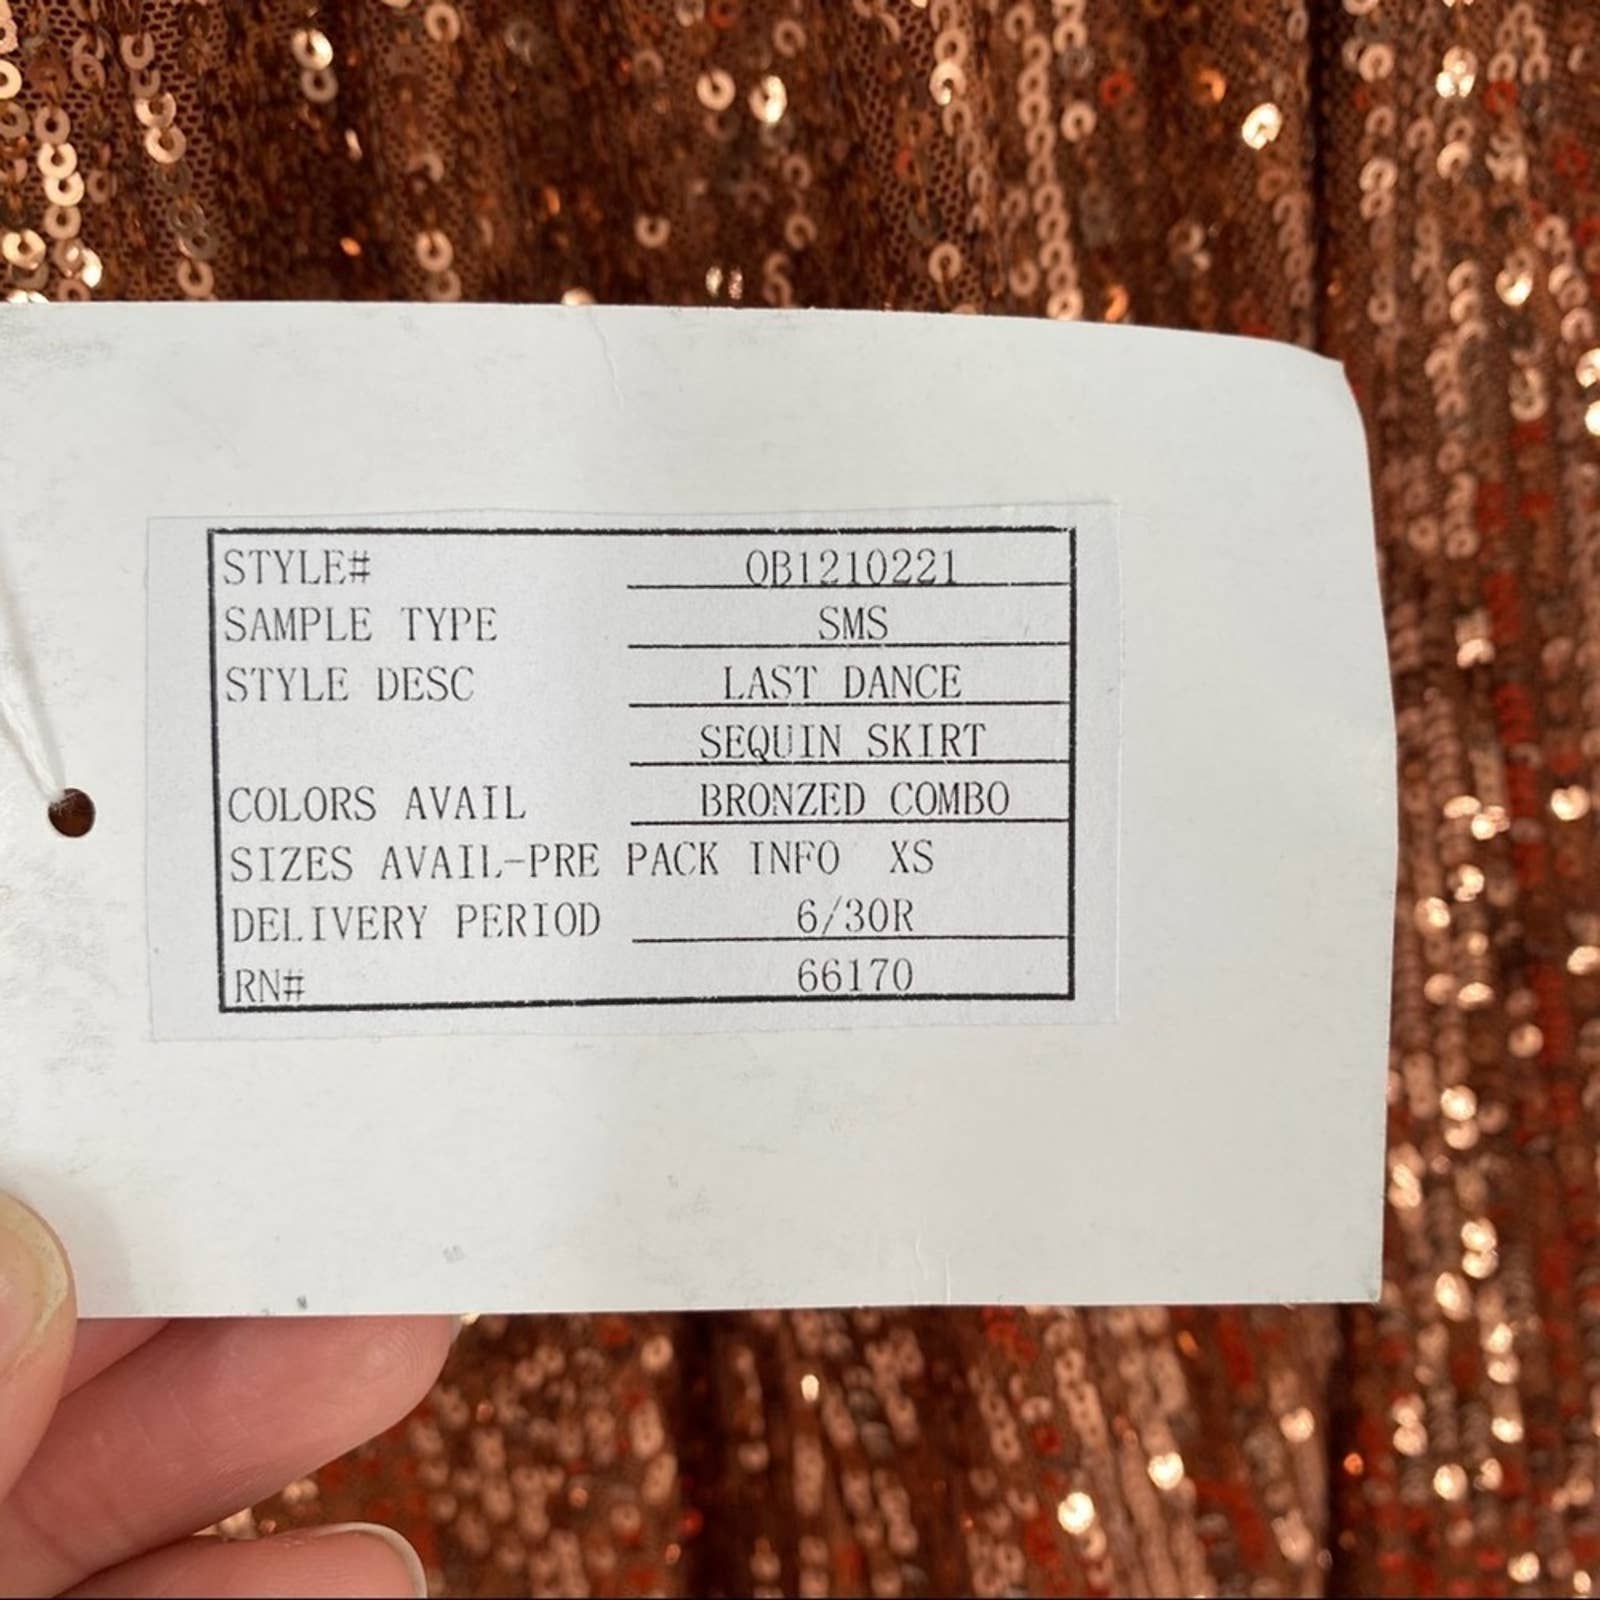 STYLE# OB1210221
SAMPLE TYPE SMS
STYLE DESC LAST DANCE
SEQUIN SKIRT
COLORS AVAIL BRONZED COMBO
SIZES AVAIL-PRE PACK INFO XS
DELIVERY PERIOD 6/30R
RN# 66170